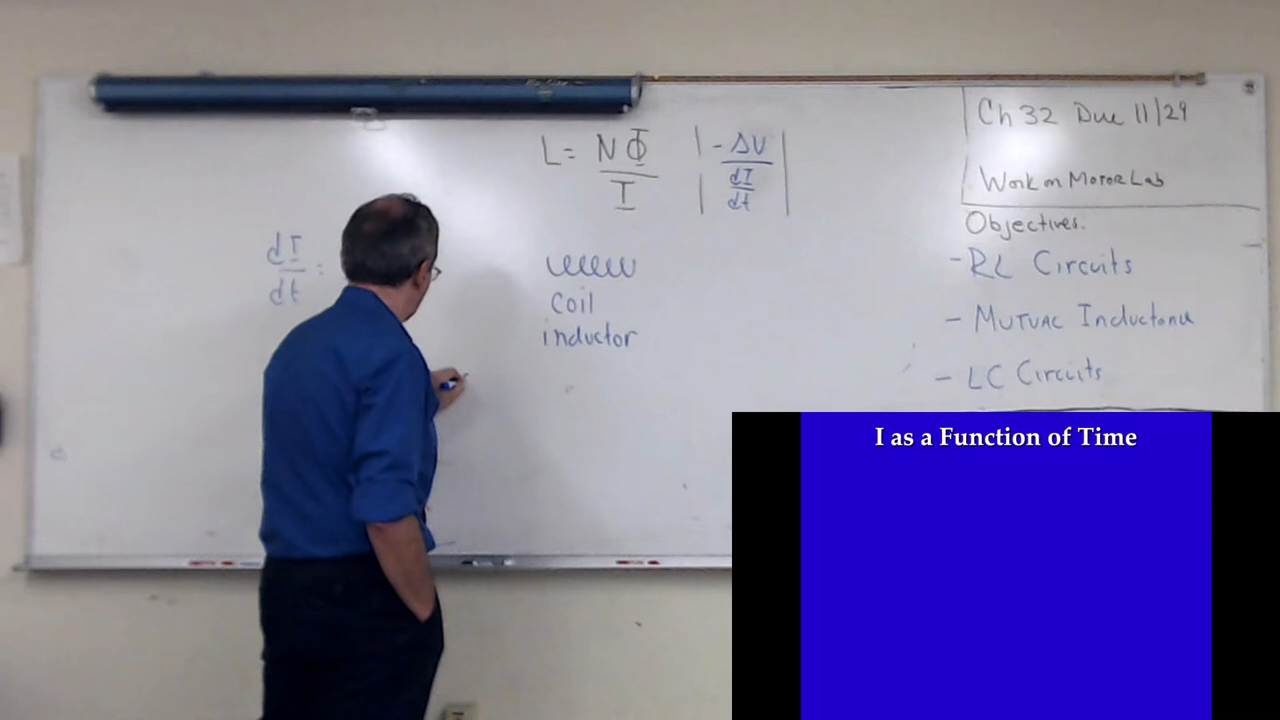 L = NΦ / I   | -ΔV / dI/dt |
dI/dt =
coil
inductor
Ch 32 Due 11/29
Work on Motor Lab
Objectives.
- RL Circuits
- Mutual Inductance
- LC Circuits
I as a Function of Time